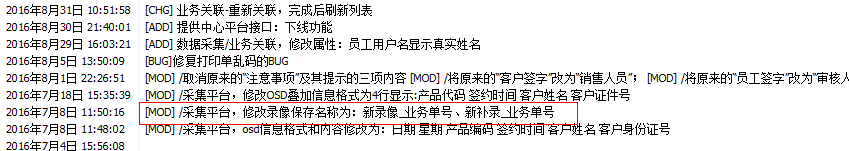 2016年8月31日 10:51:58 [CHG] 业务关联-重新关联，完成后刷新列表
2016年8月30日 21:40:01 [ADD] 提供中心平台接口：下线功能
2016年8月29日 16:03:21 [ADD] 数据采集/业务关联，修改属性：员工用户名显示真实姓名
2016年8月5日 13:50:09 [BUG]修复打印单乱码的BUG
2016年8月1日 22:26:51 [MOD] /取消原来的“注意事项”及其提示的三项内容 [MOD] /将原来的“客户签字”改为“销售人员”； [MOD] /将原来的“员工签字”改为“审核人
2016年7月18日 15:35:39 [MOD] /采集平台，修改OSD叠加信息格式为4行显示:产品代码 签约时间 客户姓名 客户证件号
2016年7月8日 11:50:16 [MOD] /采集平台，修改录像保存名称为：新录像_业务单号、新补录_业务单号
2016年7月8日 11:48:02 [MOD] /采集平台，osd信息格式和内容修改为：日期 星期 产品编码 签约时间 客户姓名 客户身份证号
2016年7月4日 15:56:08